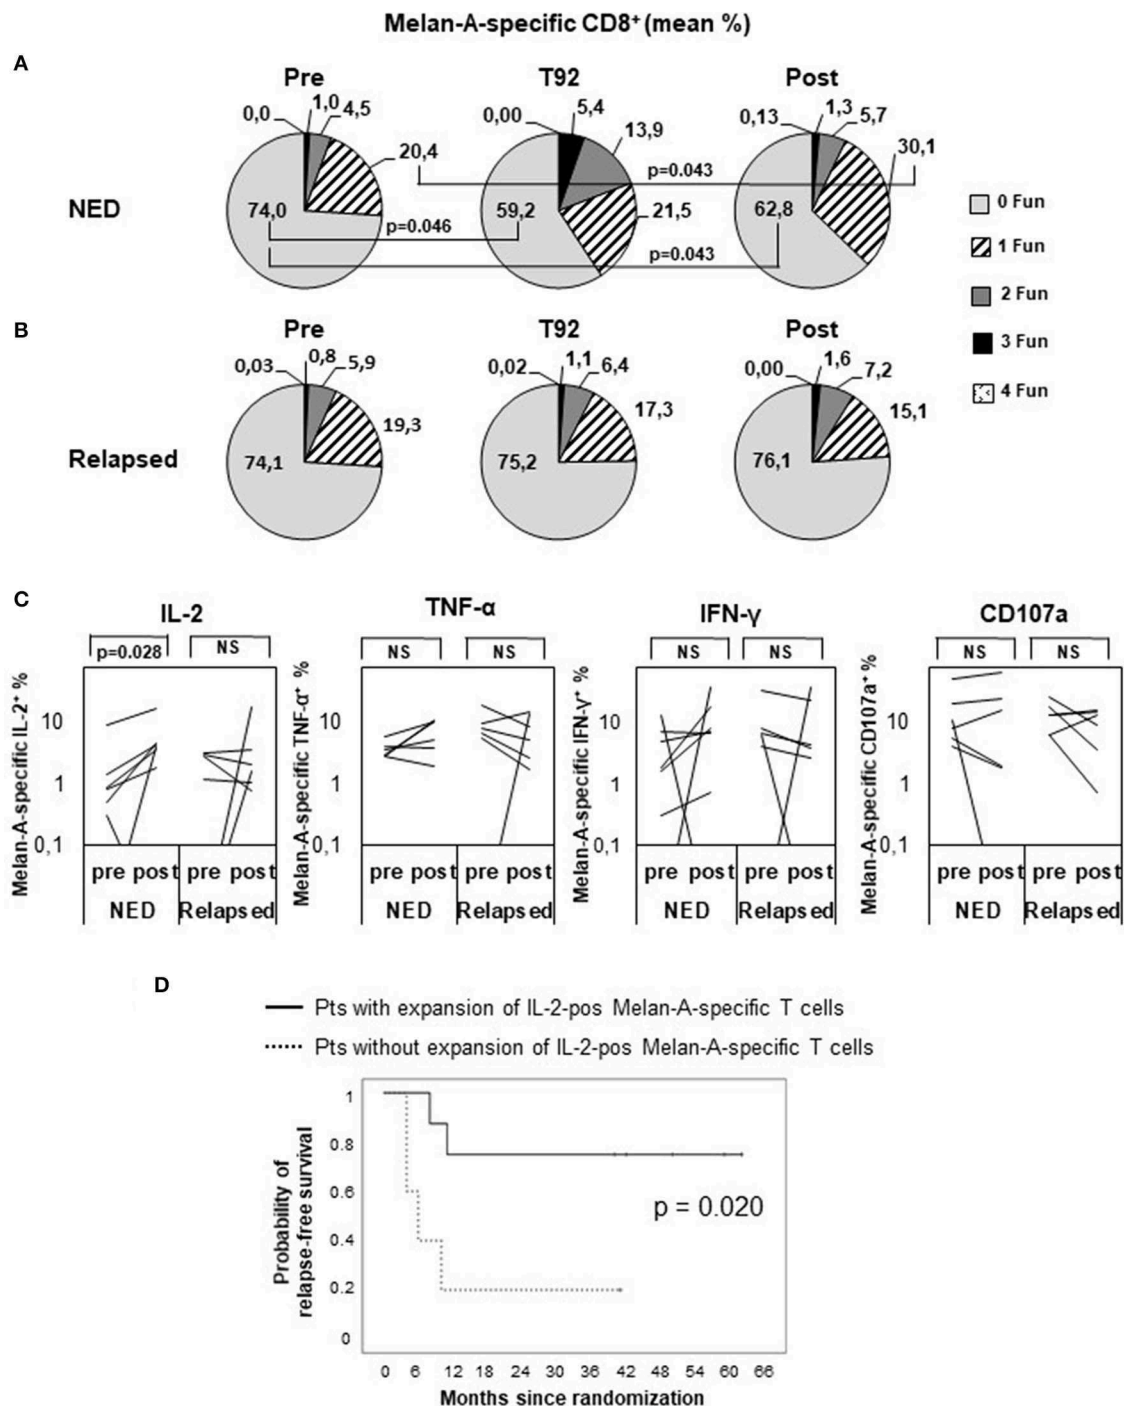 Melan-A-specific CD8⁺ (mean %)
A
Pre
T92
Post
0,0
1,0
4,5
20,4
74,0
0,00
5,4
13,9
21,5
59,2
0,13
1,3
5,7
30,1
62,8
p=0.043
p=0.046
p=0.043
NED
0 Fun
1 Fun
2 Fun
3 Fun
4 Fun
B
Pre
T92
Post
0,03
0,8
5,9
19,3
74,1
0,02
1,1
6,4
17,3
75,2
0,00
1,6
7,2
15,1
76,1
Relapsed
C
IL-2
p=0.028
NS
Melan-A-specific IL-2⁺ %
10
1
0,1
pre post pre post
NED Relapsed
TNF-α
NS
NS
Melan-A-specific TNF-α⁺ %
10
1
0,1
pre post pre post
NED Relapsed
IFN-γ
NS
NS
Melan-A-specific IFN-γ⁺ %
10
1
0,1
pre post pre post
NED Relapsed
CD107a
NS
NS
Melan-A-specific CD107a⁺ %
10
1
0,1
pre post pre post
NED Relapsed
D
Pts with expansion of IL-2-pos Melan-A-specific T cells
Pts without expansion of IL-2-pos Melan-A-specific T cells
Probability of
relapse-free survival
1
0.8
0.6
0.4
0.2
0
p = 0.020
0 6 12 18 24 30 36 42 48 54 60 66
Months since randomization